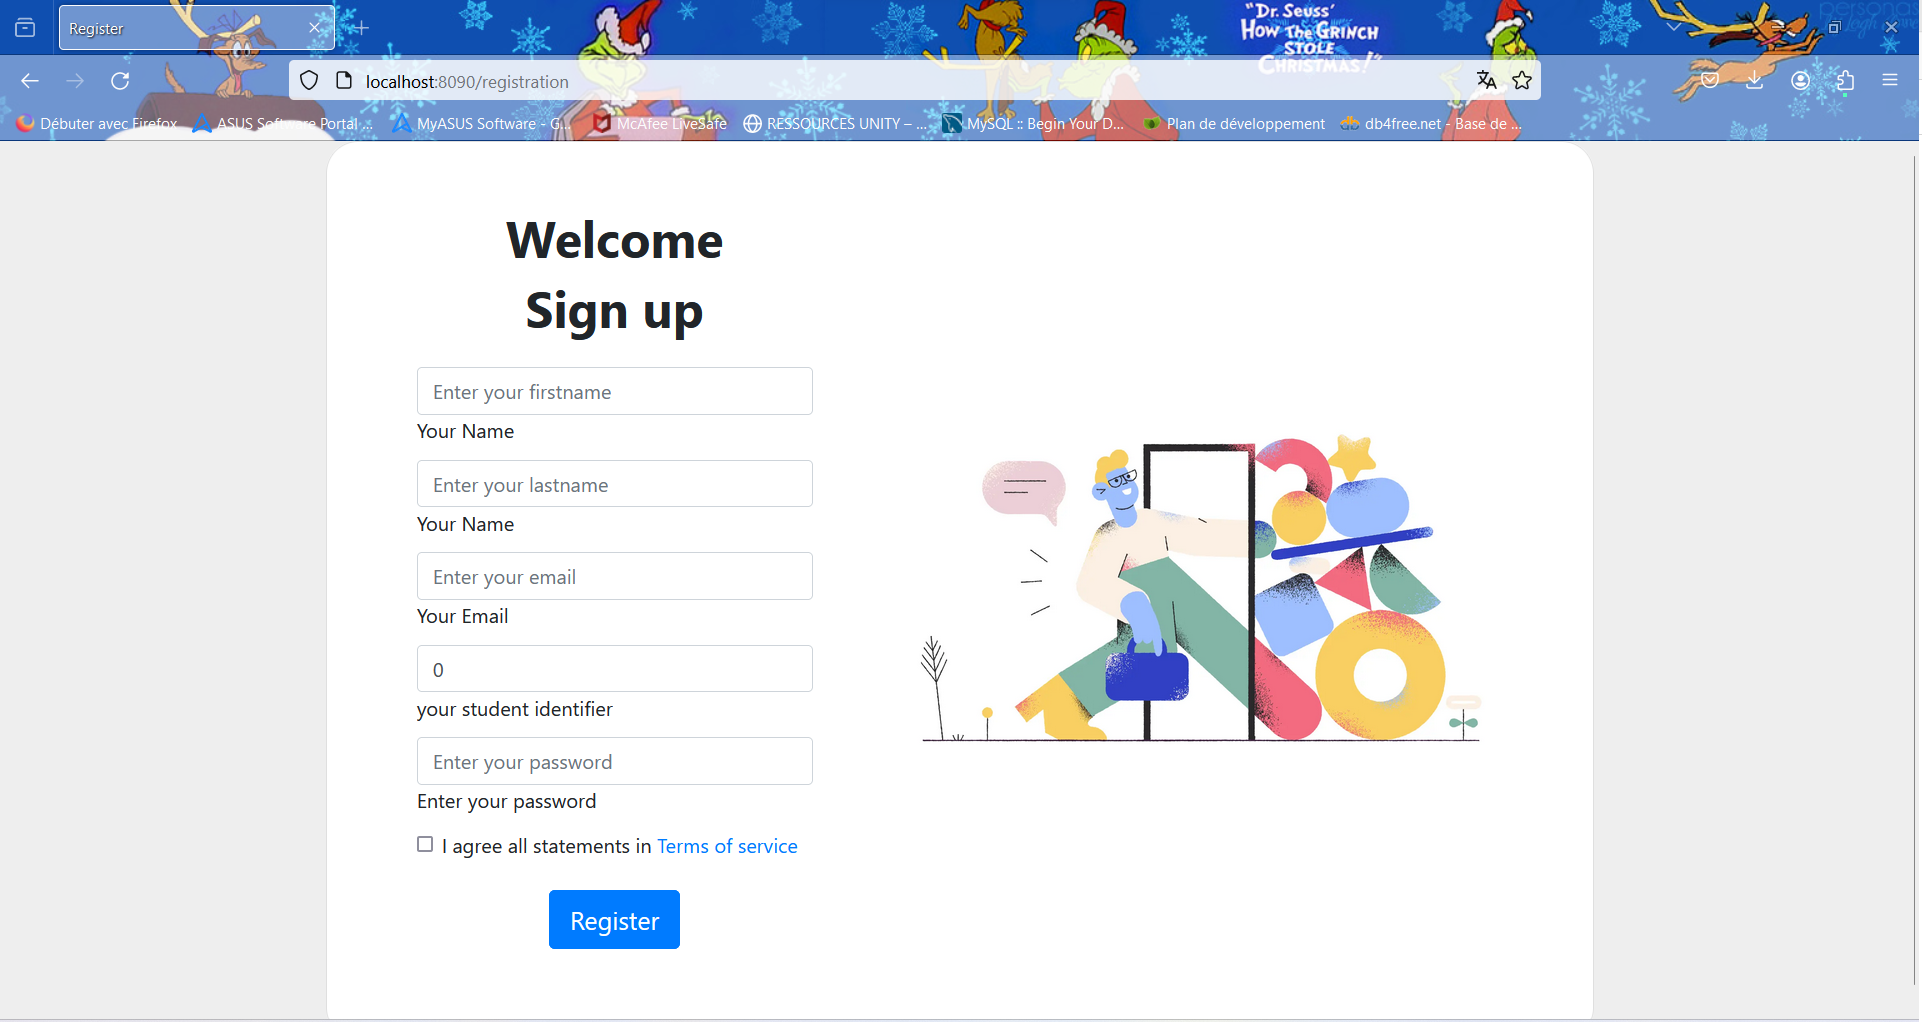 "Dr. Seuss'
How The GRINCH
STOLE
CHRISTMAS!"
personas
Register
localhost:8090/registration
Débuter avec Firefox
ASUS Software Portal ...
MyASUS Software - G...
McAfee LiveSafe
RESSOURCES UNITY – ...
MySQL :: Begin Your D...
Plan de développement
db4free.net - Base de ...
Welcome
Sign up
Enter your firstname
Your Name
Enter your lastname
Your Name
Enter your email
Your Email
0
your student identifier
Enter your password
Enter your password
I agree all statements in Terms of service
Register